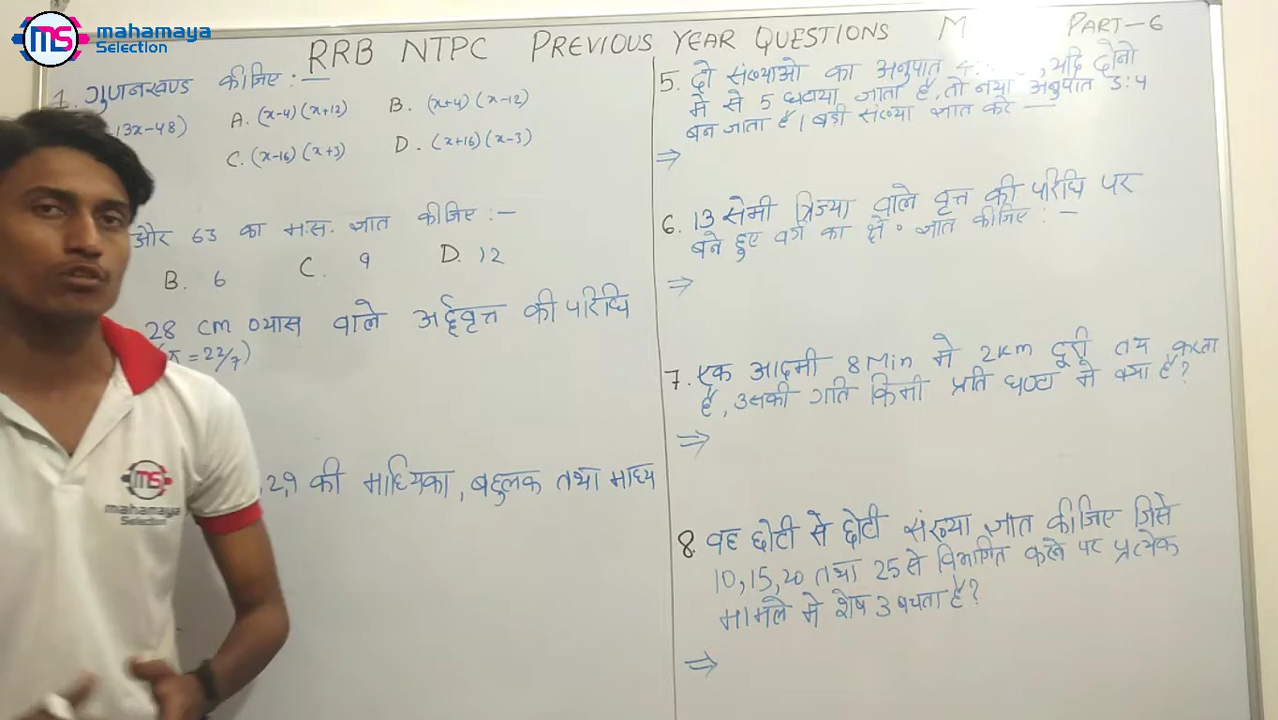 mahamaya
Selection
RRB NTPC PREVIOUS YEAR QUESTIONS M PART-6
1. गुणनखण्ड कीजिए :—
13x-48)
A. (x-4)(x+12) B. (x+4)(x-12)
C. (x-16)(x+3) D. (x+16)(x-3)
और 63 का म.स. ज्ञात कीजिए :-
B. 6 C. 9 D. 12
28 cm व्यास वाले अर्द्धवृत्त की परिधि
(π = 22/7)
2,9 की माध्यिका, बहुलक तथा माध्य
5. दो संख्याओ का अनुपात 4: , यदि दोनो
मे से 5 घटाया जाता है, तो नया अनुपात 3:4
बन जाता है। बड़ी संख्या ज्ञात करे —
⇒
6. 13 सेमी त्रिज्या वाले वृत्त की परिधि पर
बने हुए वर्ग का क्षे॰ ज्ञात कीजिए :-
⇒
7. एक आदमी 8 Min मे 2km दूरी तय करता
है, उसकी गति किमी प्रति घण्टा मे क्या है?
⇒
8. वह छोटी से छोटी संख्या ज्ञात कीजिए जिसे
10,15,20 तथा 25 से विभाजित करने पर प्रत्येक
मामले मे शेष 3 बचता है?
⇒
ms
mahamaya
Selection